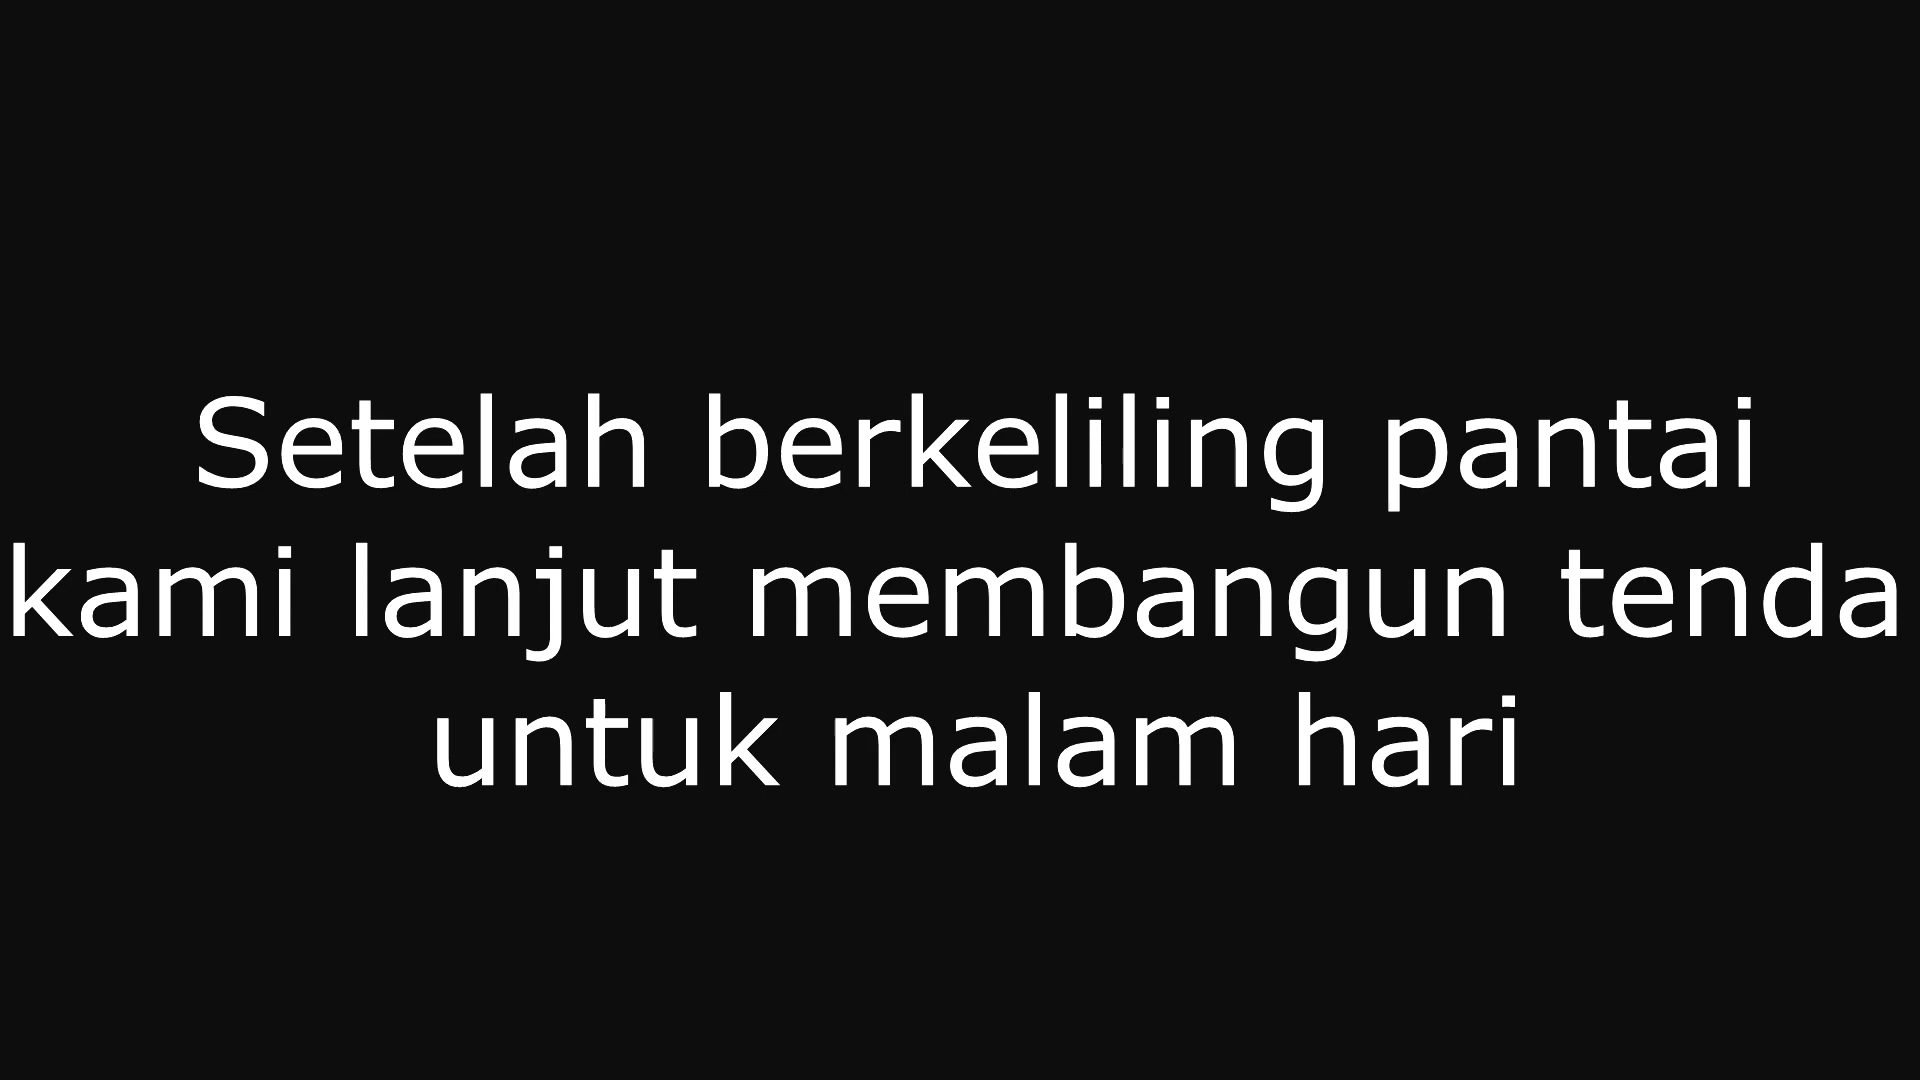 Setelah berkeliling pantai
kami lanjut membangun tenda
untuk malam hari